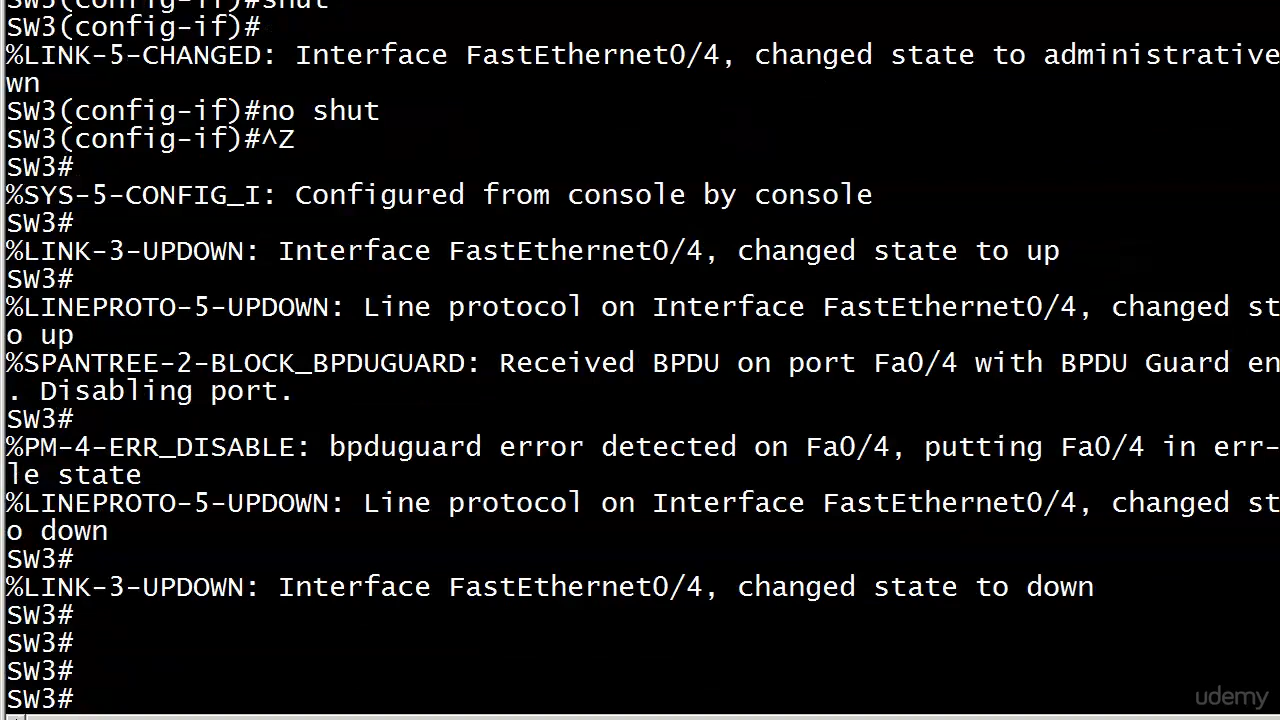 SW3(config-if)#shut
SW3(config-if)#
%LINK-5-CHANGED: Interface FastEthernet0/4, changed state to administrative
wn
SW3(config-if)#no shut
SW3(config-if)#^Z
SW3#
%SYS-5-CONFIG_I: Configured from console by console
SW3#
%LINK-3-UPDOWN: Interface FastEthernet0/4, changed state to up
SW3#
%LINEPROTO-5-UPDOWN: Line protocol on Interface FastEthernet0/4, changed st
o up
%SPANTREE-2-BLOCK_BPDUGUARD: Received BPDU on port Fa0/4 with BPDU Guard en
. Disabling port.
SW3#
%PM-4-ERR_DISABLE: bpduguard error detected on Fa0/4, putting Fa0/4 in err-
le state
%LINEPROTO-5-UPDOWN: Line protocol on Interface FastEthernet0/4, changed st
o down
SW3#
%LINK-3-UPDOWN: Interface FastEthernet0/4, changed state to down
SW3#
SW3#
SW3#
SW3#
udemy